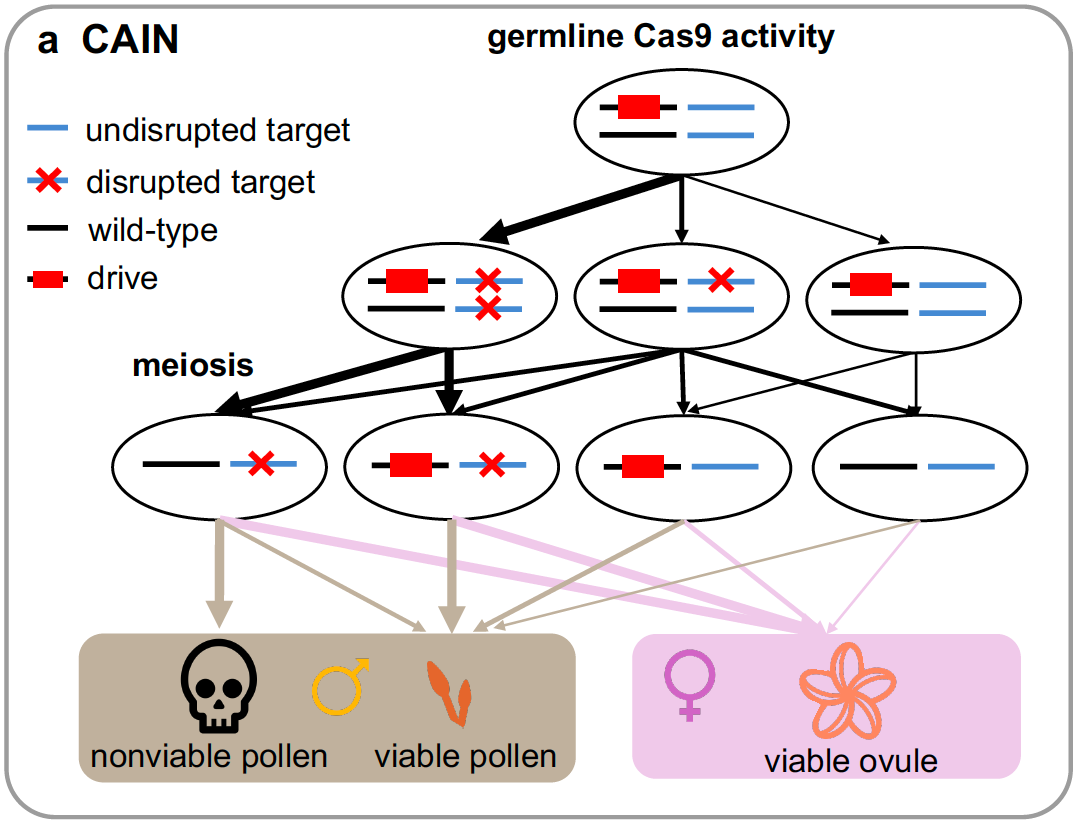 a CAIN
germline Cas9 activity
undisrupted target
disrupted target
wild-type
drive
meiosis
nonviable pollen
viable pollen
viable ovule